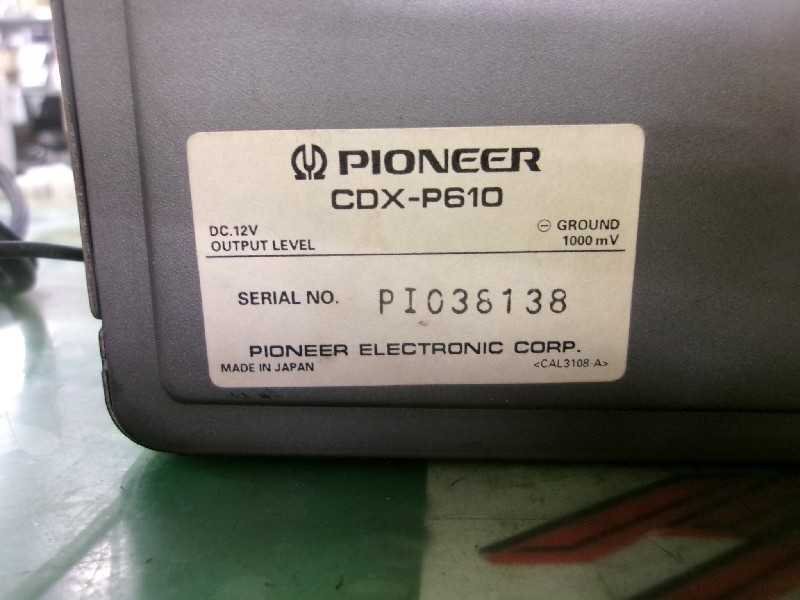 PIONEER
CDX-P610
DC.12V ⊖ GROUND
OUTPUT LEVEL 1000 mV
SERIAL NO. PI038138
PIONEER ELECTRONIC CORP.
MADE IN JAPAN <CAL3108-A>